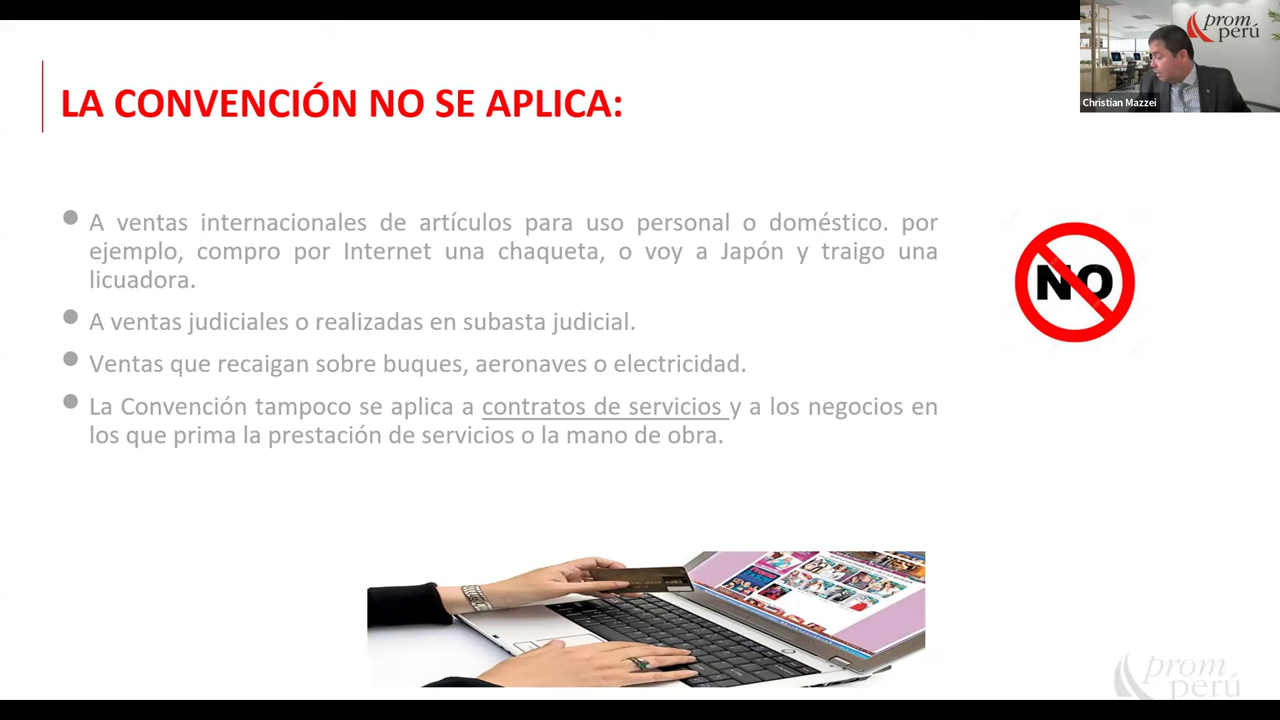 prom
perú
Christian Mazzei
LA CONVENCIÓN NO SE APLICA:
A ventas internacionales de artículos para uso personal o doméstico. por
ejemplo, compro por Internet una chaqueta, o voy a Japón y traigo una
licuadora.
A ventas judiciales o realizadas en subasta judicial.
Ventas que recaigan sobre buques, aeronaves o electricidad.
La Convención tampoco se aplica a contratos de servicios y a los negocios en
los que prima la prestación de servicios o la mano de obra.
NO
prom
perú